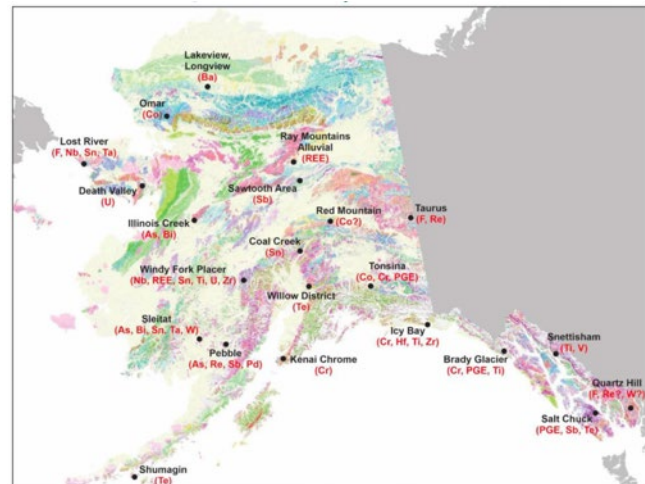 Lakeview,
Longview
(Ba)
Omar
(Co)
Lost River
(F, Nb, Sn, Ta)
Ray Mountains
Alluvial
(REE)
Death Valley
(U)
Sawtooth Area
(Sb)
Illinois Creek
(As, Bi)
Red Mountain
(Co?)
Taurus
(F, Re)
Coal Creek
(Sn)
Windy Fork Placer
(Nb, REE, Sn, Ti, U, Zr)
Tonsina
(Co, Cr, PGE)
Willow District
(Te)
Sleitat
(As, Bi, Sn, Ta, W)
Pebble
(As, Re, Sb, Pd)
Kenai Chrome
(Cr)
Icy Bay
(Cr, Hf, Ti, Zr)
Brady Glacier
(Cr, PGE, Ti)
Snettisham
(Ti, V)
Quartz Hill
(F, Re?, W?)
Salt Chuck
(PGE, Sb, Te)
Shumagin
(Te)